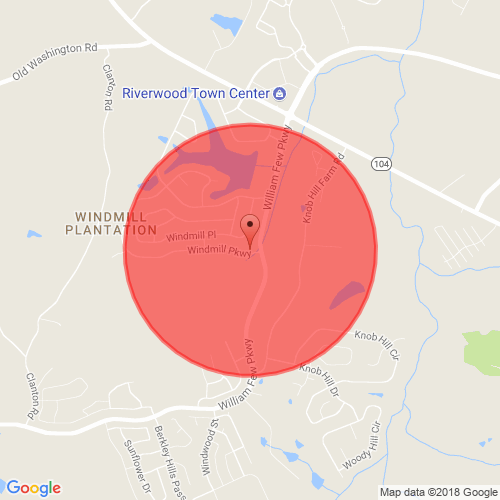 Old Washington Rd
Clanton Rd
Riverwood Town Center
William Few Pkwy
104
Knob Hill Farm Rd
WINDMILL
PLANTATION
Windmill Pl
Windmill Pkwy
William Few Pkwy
Knob Hill Cir
Clanton Rd
Knob Hill Dr
William Few Pkwy
Windwood St
Berkley Hills Pass
Sunflower Dr
Woody Hill Cir
Google
Map data ©2018 Google